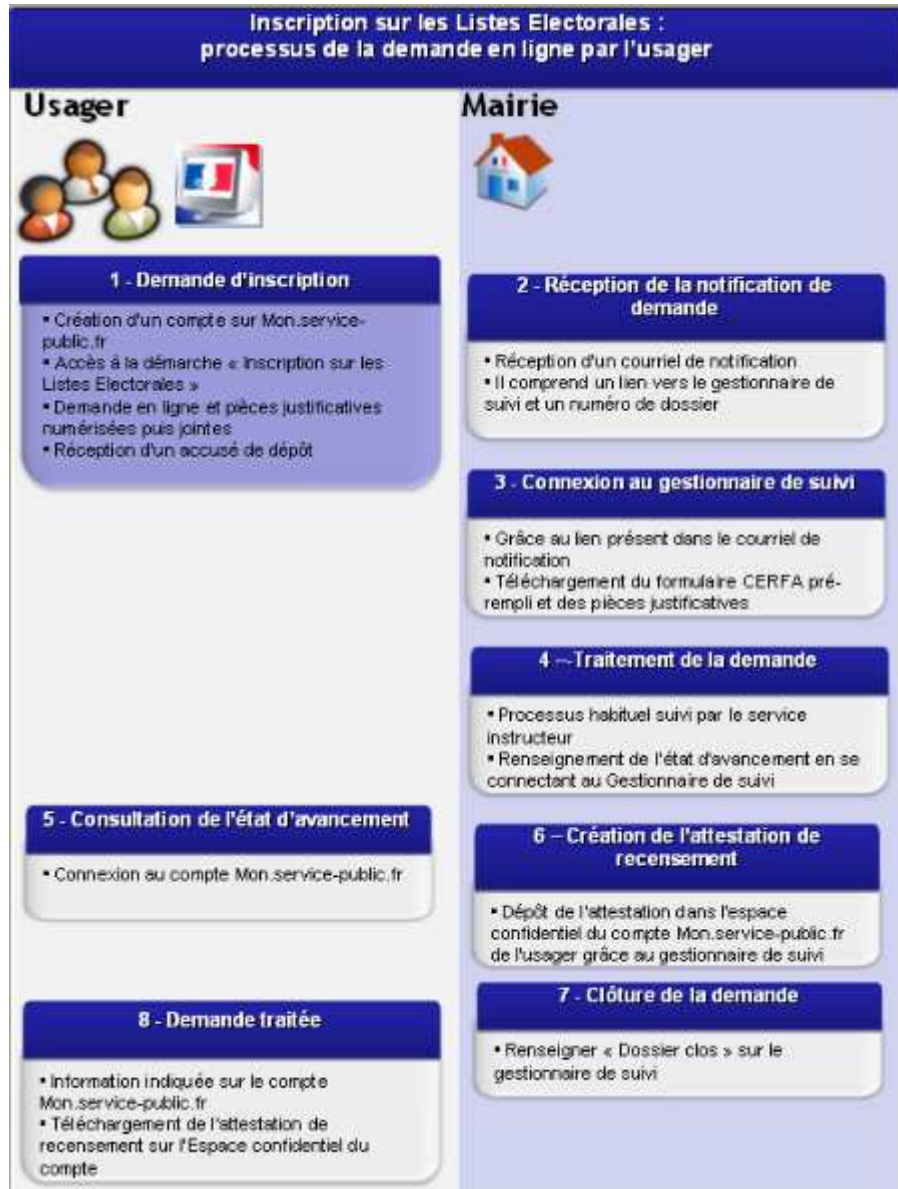 Inscription sur les Listes Electorales :
processus de la demande en ligne par l'usager
Usager
Mairie
1 - Demande d'inscription
▪ Création d'un compte sur Mon.service-
public.fr
▪ Accès à la démarche « Inscription sur les
Listes Electorales »
▪ Demande en ligne et pièces justificatives
numérisées puis jointes
▪ Réception d'un accusé de dépôt
2 - Réception de la notification de
demande
▪ Réception d'un courriel de notification
▪ Il comprend un lien vers le gestionnaire de
suivi et un numéro de dossier
3 - Connexion au gestionnaire de suivi
▪ Grâce au lien présent dans le courriel de
notification
▪ Téléchargement du formulaire CERFA pré-
rempli et des pièces justificatives
4 –Traitement de la demande
▪ Processus habituel suivi par le service
instructeur
▪ Renseignement de l'état d'avancement en se
connectant au Gestionnaire de suivi
5 - Consultation de l'état d'avancement
▪ Connexion au compte Mon.service-public.fr
6 – Création de l'attestation de
recensement
▪ Dépôt de l'attestation dans l'espace
confidentiel du compte Mon.service-public.fr
de l'usager grâce au gestionnaire de suivi
7 - Clôture de la demande
▪ Renseigner « Dossier clos » sur le
gestionnaire de suivi
8 - Demande traitée
▪ Information indiquée sur le compte
Mon.service-public.fr
▪ Téléchargement de l'attestation de
recensement sur l'Espace confidentiel du
compte